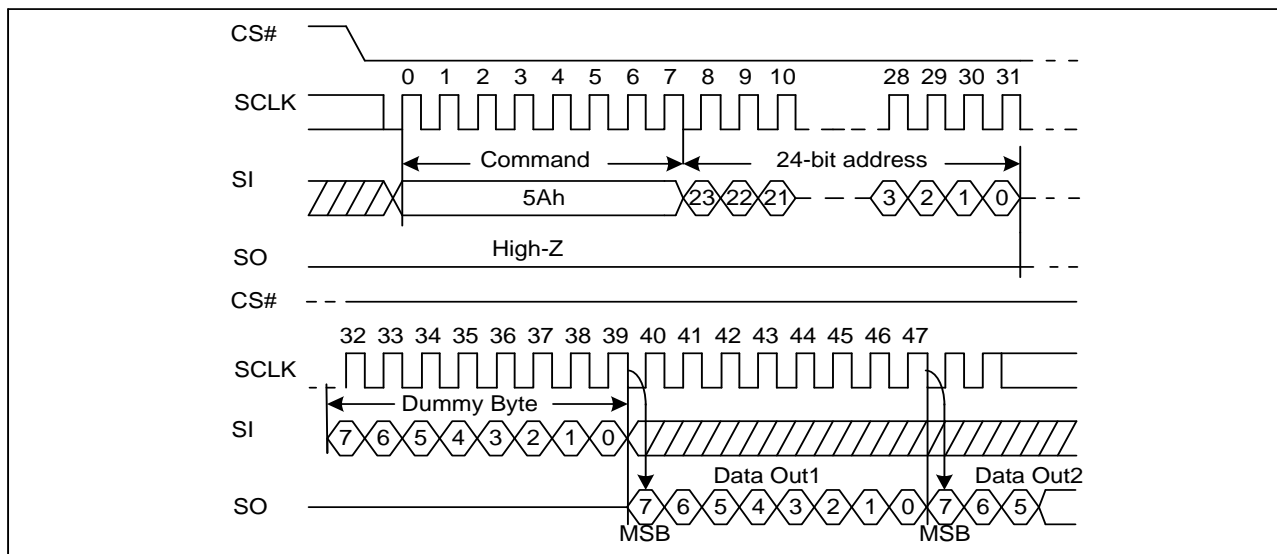 CS#
0 1 2 3 4 5 6 7 8 9 10 28 29 30 31
SCLK
Command 24-bit address
SI 5Ah 23 22 21 3 2 1 0
High-Z
SO
CS#
32 33 34 35 36 37 38 39 40 41 42 43 44 45 46 47
SCLK
Dummy Byte
SI 7 6 5 4 3 2 1 0
Data Out1 Data Out2
SO 7 6 5 4 3 2 1 0 7 6 5
MSB MSB